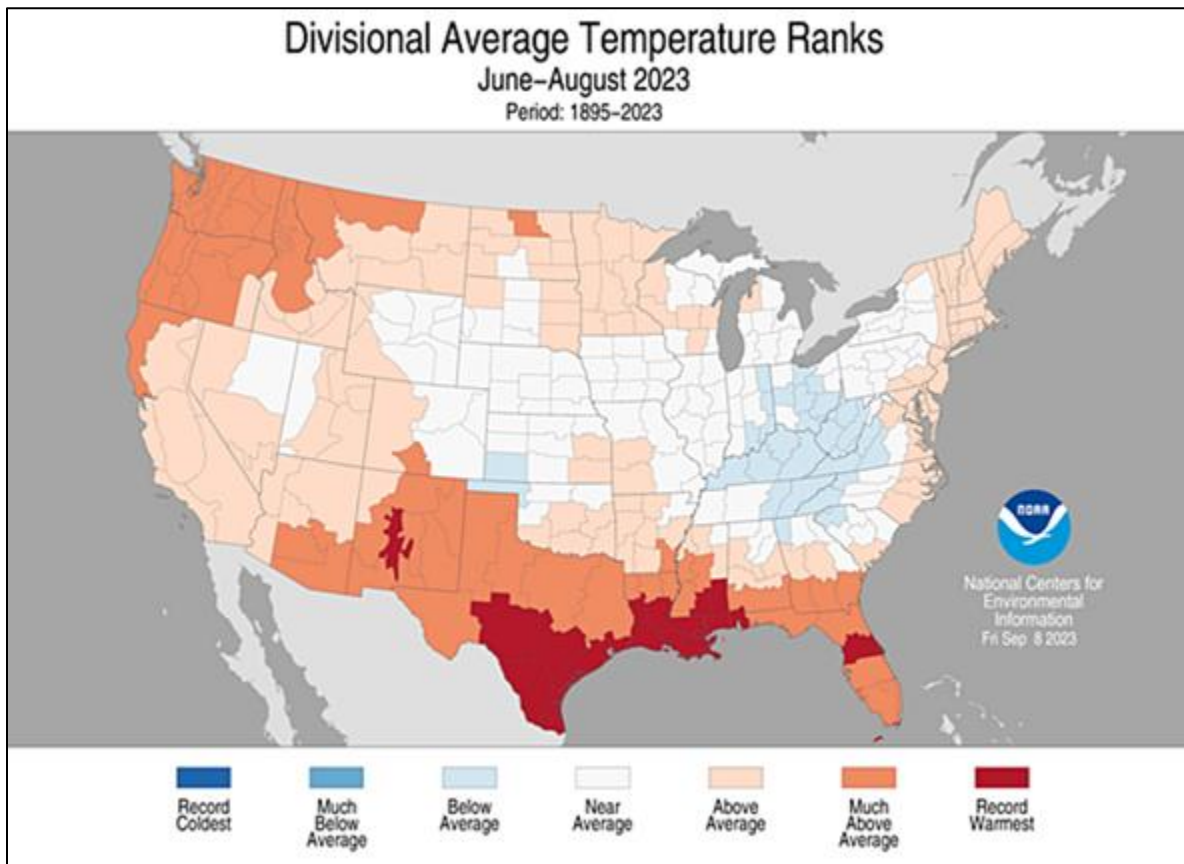 Divisional Average Temperature Ranks
June–August 2023
Period: 1895–2023
NOAA
National Centers for
Environmental
Information
Fri Sep 8 2023
Record
Coldest
Much
Below
Average
Below
Average
Near
Average
Above
Average
Much
Above
Average
Record
Warmest